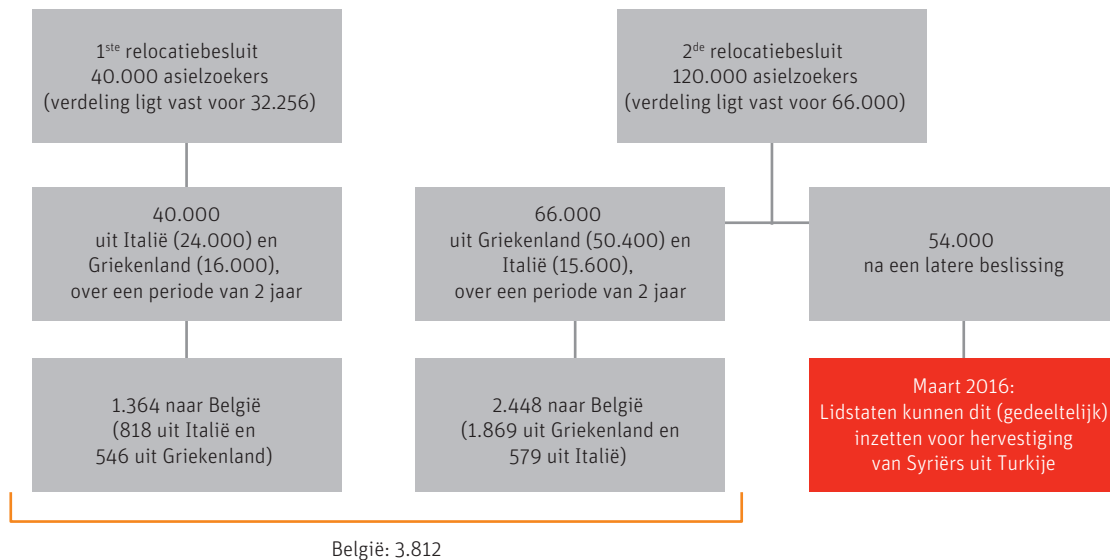 1ste relocatiebesluit
40.000 asielzoekers
(verdeling ligt vast voor 32.256)
2de relocatiebesluit
120.000 asielzoekers
(verdeling ligt vast voor 66.000)
40.000
uit Italië (24.000) en
Griekenland (16.000),
over een periode van 2 jaar
66.000
uit Griekenland (50.400) en
Italië (15.600),
over een periode van 2 jaar
54.000
na een latere beslissing
1.364 naar België
(818 uit Italië en
546 uit Griekenland)
2.448 naar België
(1.869 uit Griekenland en
579 uit Italië)
Maart 2016:
Lidstaten kunnen dit (gedeeltelijk)
inzetten voor hervestiging
van Syriërs uit Turkije
België: 3.812